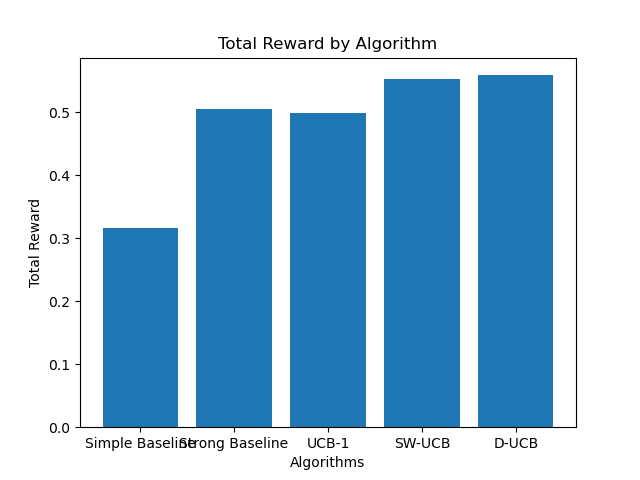 Total Reward by Algorithm
Total Reward
0.5
0.4
0.3
0.2
0.1
0.0
Simple Baseline Strong Baseline UCB-1 SW-UCB D-UCB
Algorithms